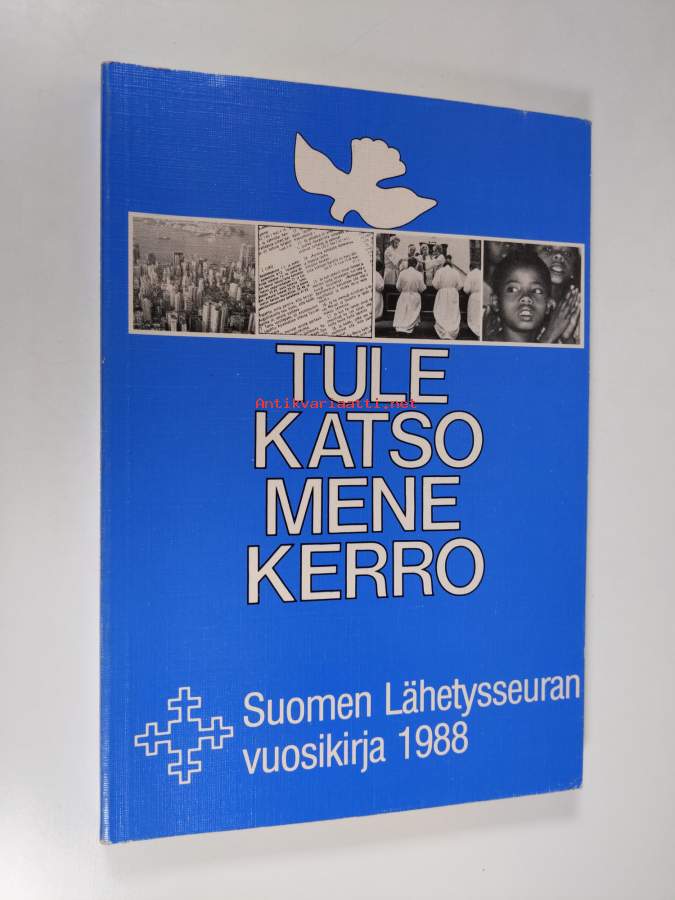 TULE
Antikvariaatti.net
KATSO
MENE
KERRO
Suomen Lähetysseuran
vuosikirja 1988